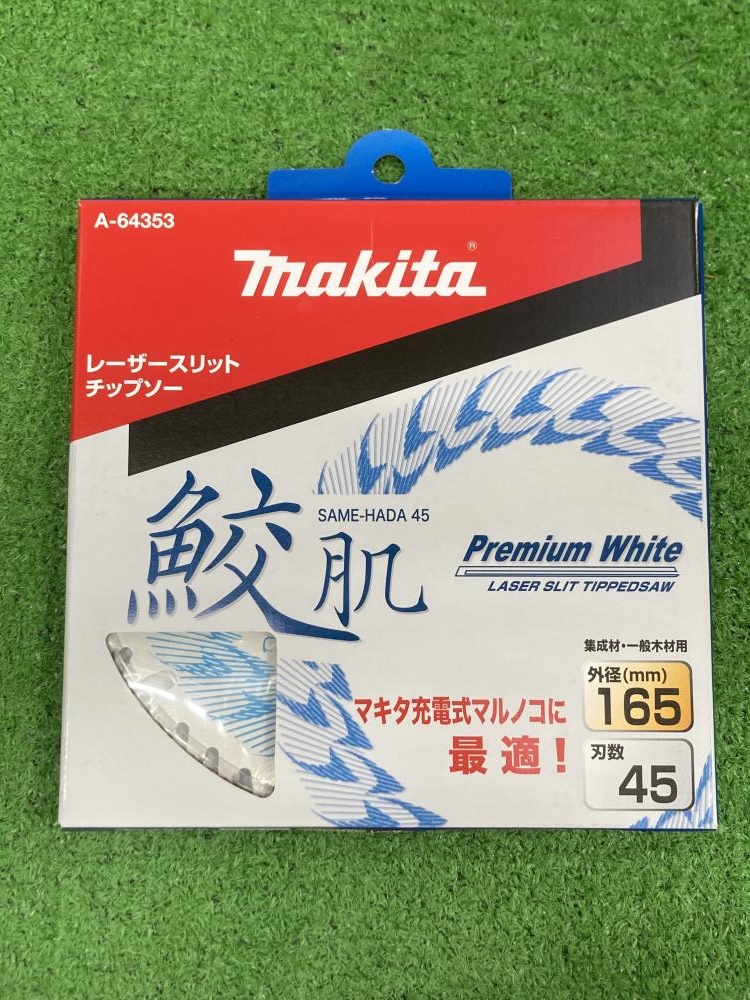 A-64353
makita®
レーザースリット
チップソー
鮫肌
SAME-HADA 45
Premium White
LASER SLIT TIPPEDSAW
集成材・一般木材用
外径(mm)
165
マキタ充電式マルノコに
最適！
刃数
45